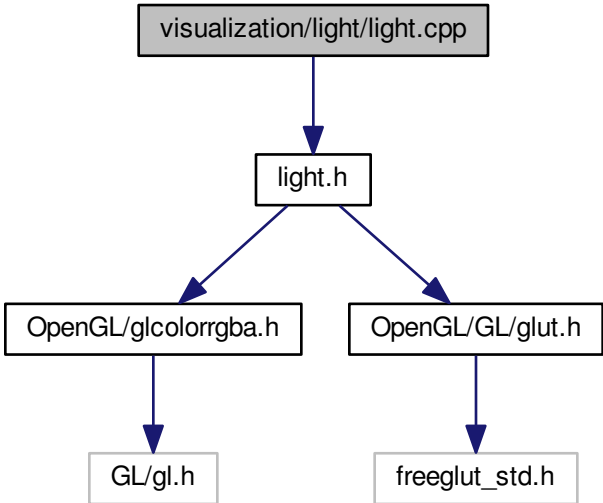 visualization/light/light.cpp
light.h
OpenGL/glcolorrgba.h
OpenGL/GL/glut.h
GL/gl.h
freeglut_std.h